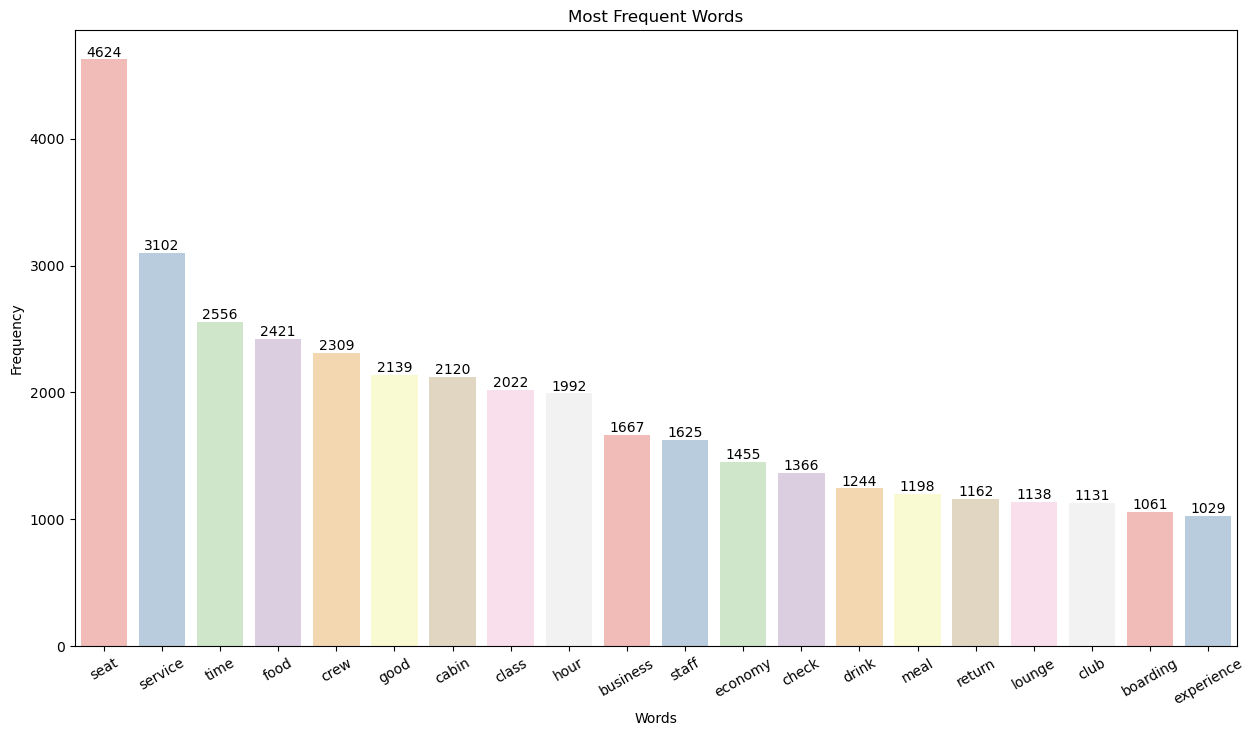 Most Frequent Words
Frequency
4000
3000
2000
1000
0
4624
3102
2556
2421
2309
2139
2120
2022
1992
1667
1625
1455
1366
1244
1198
1162
1138
1131
1061
1029
seat
service
time
food
crew
good
cabin
class
hour
business
staff
economy
check
drink
meal
return
lounge
club
boarding
experience
Words